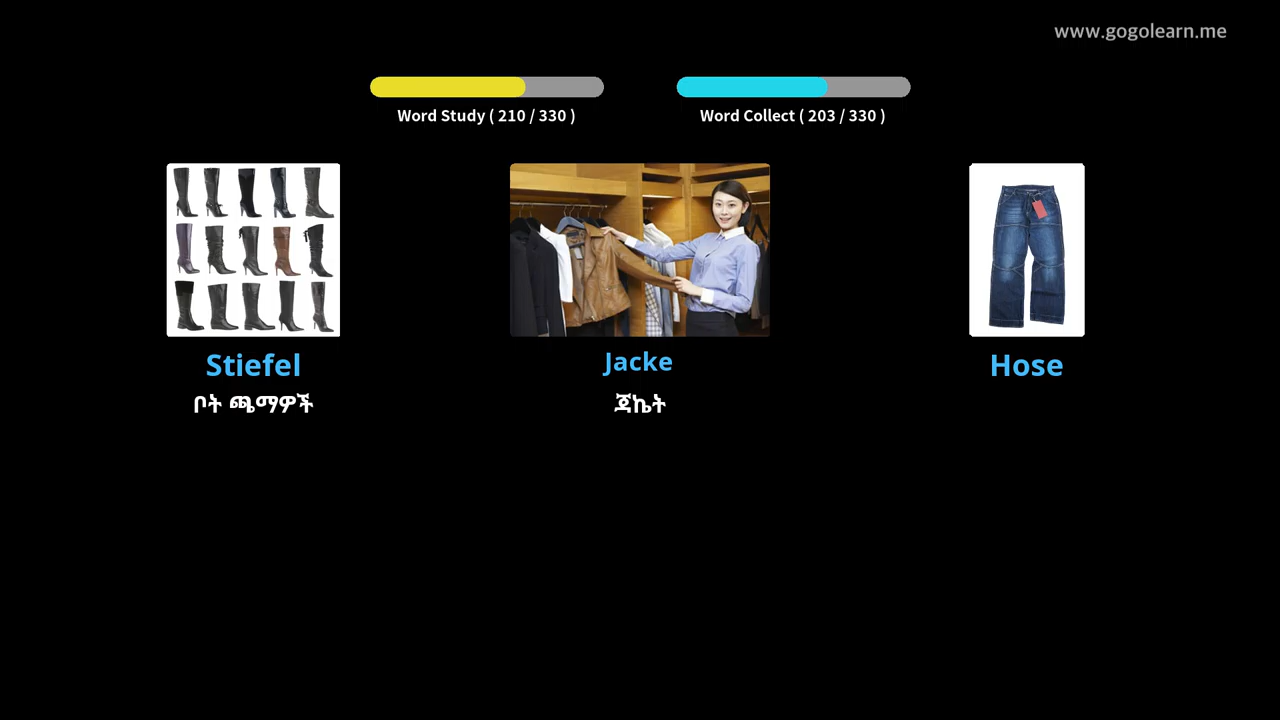 www.gogolearn.me
Word Study ( 210 / 330 )
Word Collect ( 203 / 330 )
Stiefel
Jacke
Hose
ቦት ጫማዎች
ጃኬት